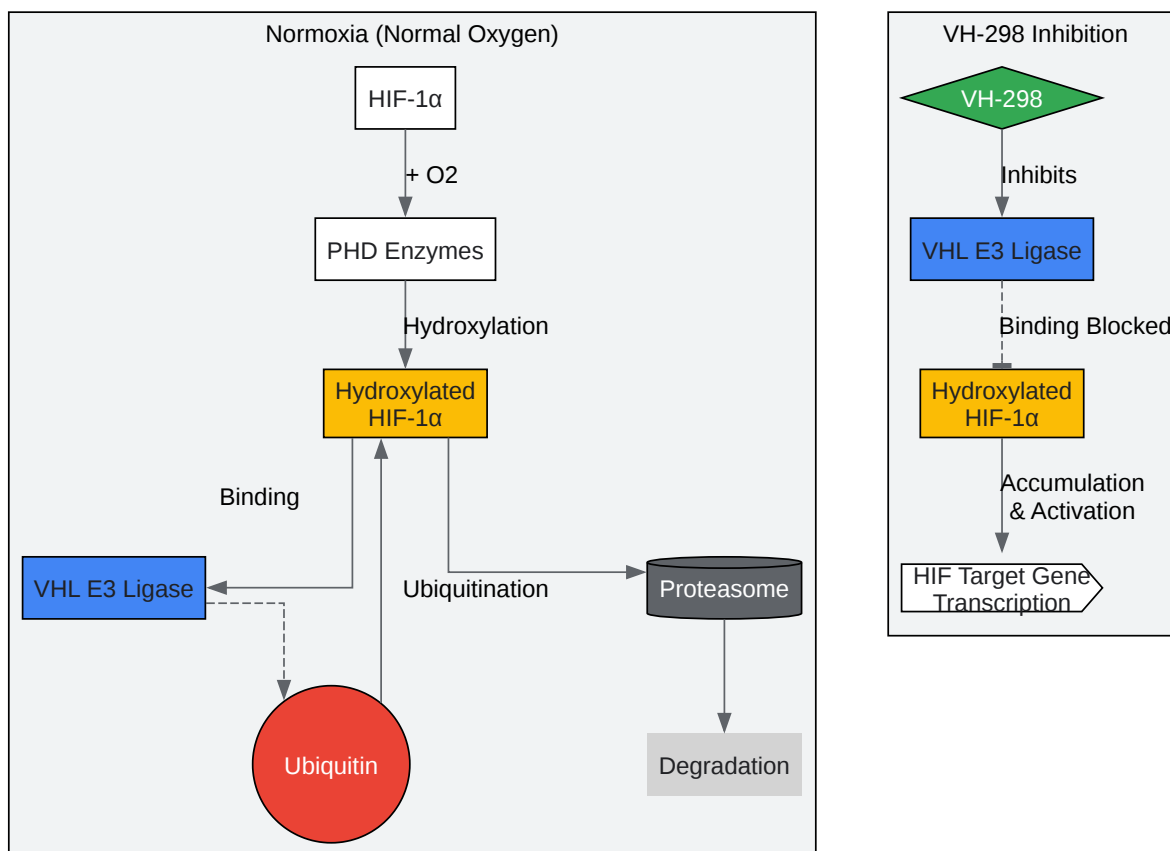 Normoxia (Normal Oxygen)
HIF-1α
+ O2
PHD Enzymes
Hydroxylation
Hydroxylated
HIF-1α
Binding
VHL E3 Ligase
Ubiquitination
Proteasome
Ubiquitin
Degradation
VH-298 Inhibition
VH-298
Inhibits
VHL E3 Ligase
Binding Blocked
Hydroxylated
HIF-1α
Accumulation
& Activation
HIF Target Gene
Transcription